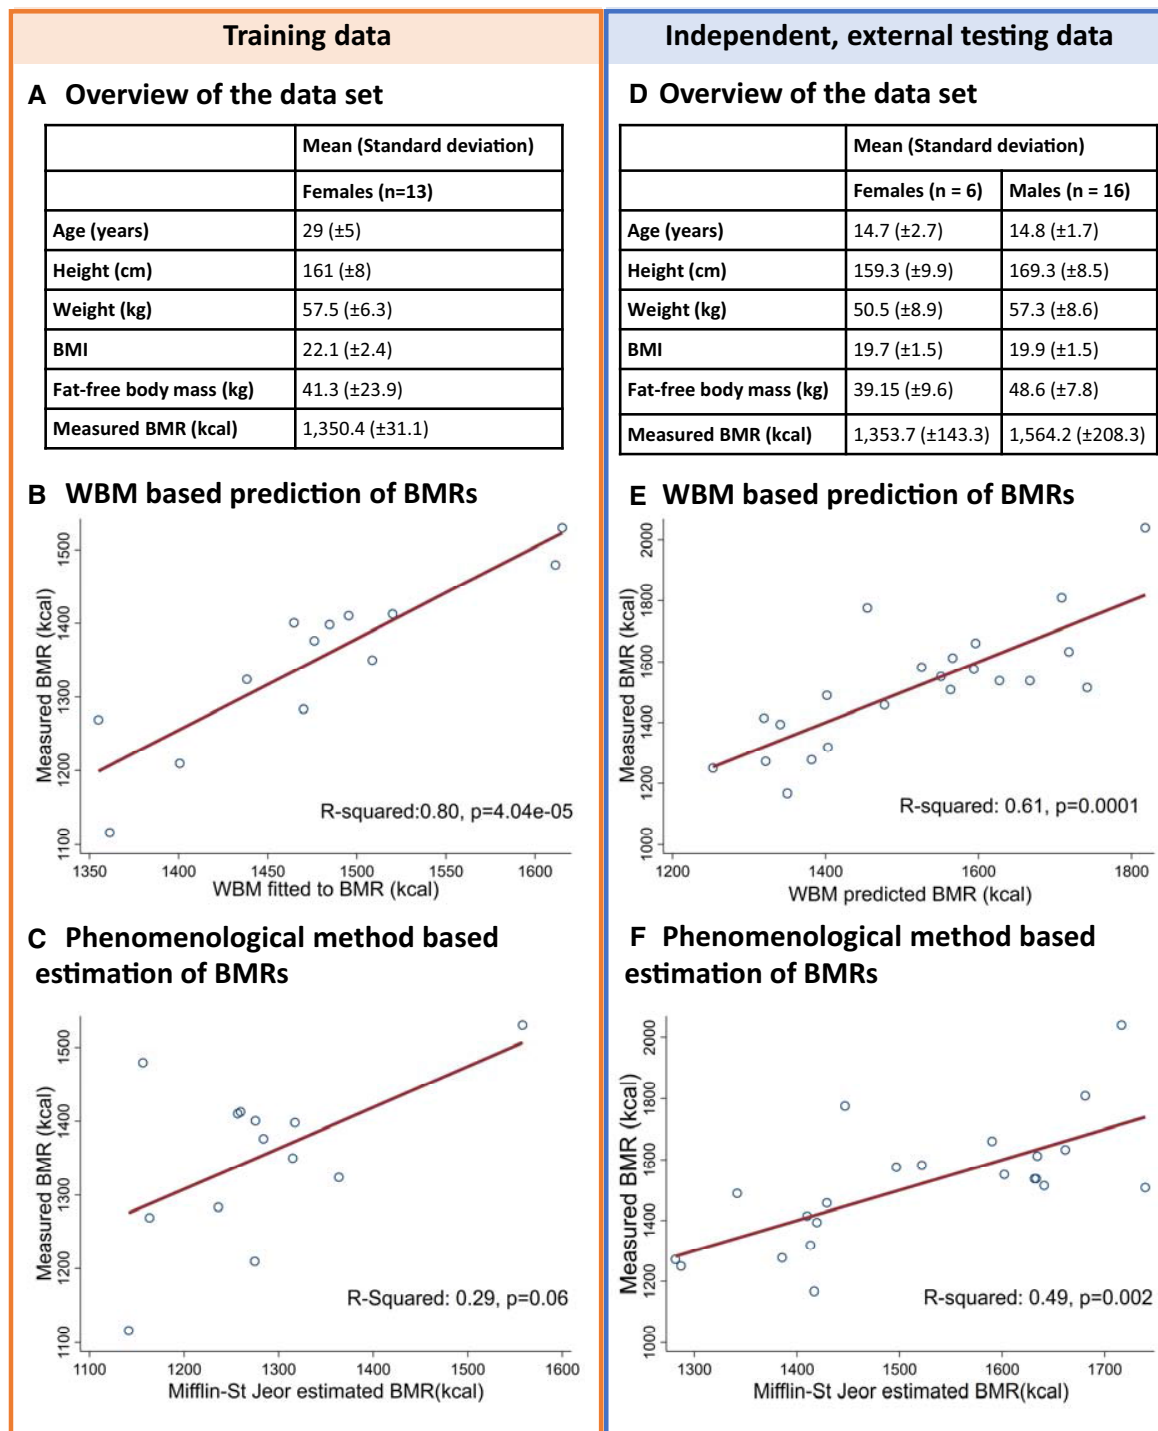 Training data
A Overview of the data set
Mean (Standard deviation)
Females (n=13)
Age (years) 29 (±5)
Height (cm) 161 (±8)
Weight (kg) 57.5 (±6.3)
BMI 22.1 (±2.4)
Fat-free body mass (kg) 41.3 (±23.9)
Measured BMR (kcal) 1,350.4 (±31.1)
B WBM based prediction of BMRs
Measured BMR (kcal)
1500
1400
1300
1200
1100
R-squared:0.80, p=4.04e-05
1350 1400 1450 1500 1550 1600
WBM fitted to BMR (kcal)
C Phenomenological method based
estimation of BMRs
Measured BMR (kcal)
1500
1400
1300
1200
1100
R-Squared: 0.29, p=0.06
1100 1200 1300 1400 1500 1600
Mifflin-St Jeor estimated BMR(kcal)
Independent, external testing data
D Overview of the data set
Mean (Standard deviation)
Females (n = 6) Males (n = 16)
Age (years) 14.7 (±2.7) 14.8 (±1.7)
Height (cm) 159.3 (±9.9) 169.3 (±8.5)
Weight (kg) 50.5 (±8.9) 57.3 (±8.6)
BMI 19.7 (±1.5) 19.9 (±1.5)
Fat-free body mass (kg) 39.15 (±9.6) 48.6 (±7.8)
Measured BMR (kcal) 1,353.7 (±143.3) 1,564.2 (±208.3)
E WBM based prediction of BMRs
Measured BMR (kcal)
2000
1800
1600
1400
1200
1000
R-squared: 0.61, p=0.0001
1200 1400 1600 1800
WBM predicted BMR (kcal)
F Phenomenological method based
estimation of BMRs
Measured BMR (kcal)
2000
1800
1600
1400
1200
1000
R-squared: 0.49, p=0.002
1300 1400 1500 1600 1700
Mifflin-St Jeor estimated BMR(kcal)